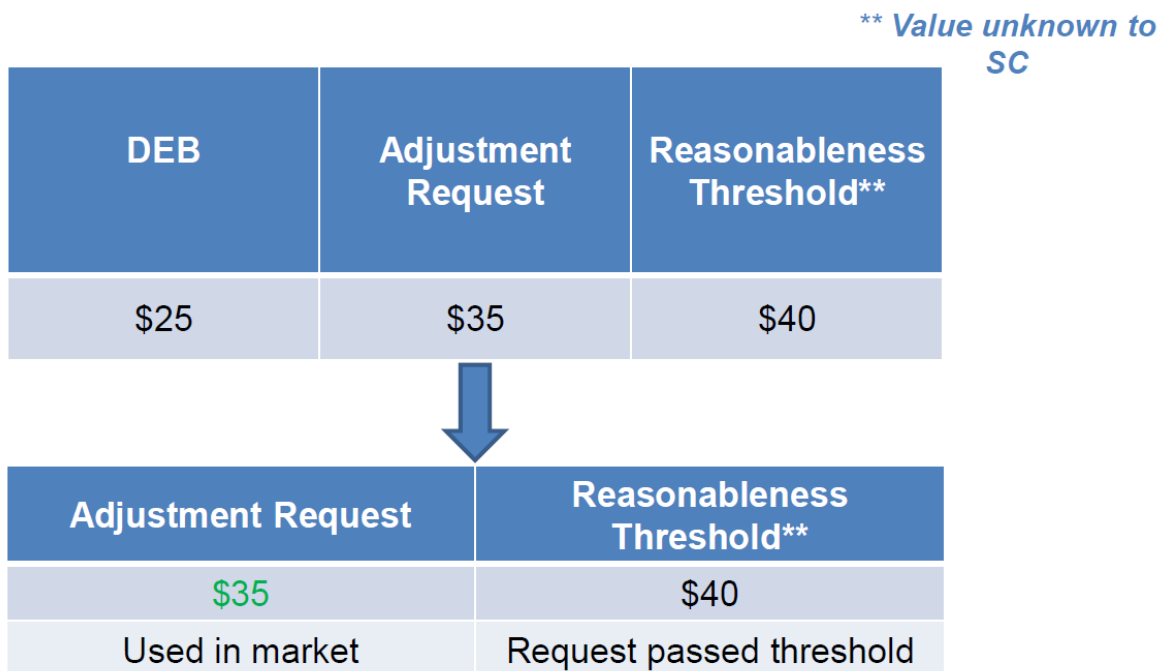 ** Value unknown to
SC
DEB
Adjustment
Request
Reasonableness
Threshold**
$25
$35
$40
Adjustment Request
Reasonableness
Threshold**
$35
$40
Used in market
Request passed threshold